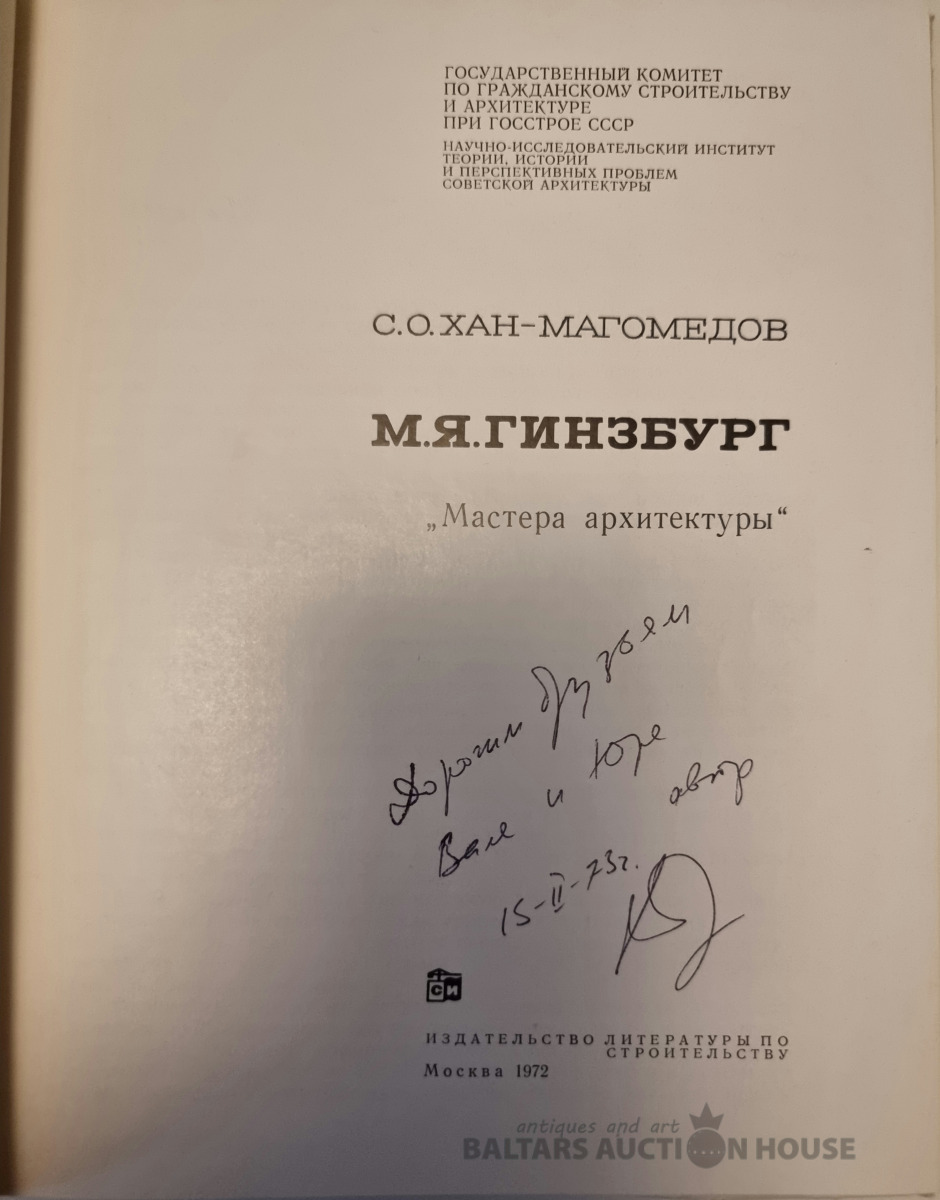 ГОСУДАРСТВЕННЫЙ КОМИТЕТ
ПО ГРАЖДАНСКОМУ СТРОИТЕЛЬСТВУ
И АРХИТЕКТУРЕ
ПРИ ГОССТРОЕ СССР
НАУЧНО-ИССЛЕДОВАТЕЛЬСКИЙ ИНСТИТУТ
ТЕОРИИ, ИСТОРИИ
И ПЕРСПЕКТИВНЫХ ПРОБЛЕМ
СОВЕТСКОЙ АРХИТЕКТУРЫ
С.О.ХАН-МАГОМЕДОВ
М.Я.ГИНЗБУРГ
„Мастера архитектуры“
Дорогим друзьям
Вале и Юре
автор
15-II-73г.
СИ
ИЗДАТЕЛЬСТВО ЛИТЕРАТУРЫ ПО
СТРОИТЕЛЬСТВУ
Москва 1972
antiques and art
BALTARS AUCTION HOUSE